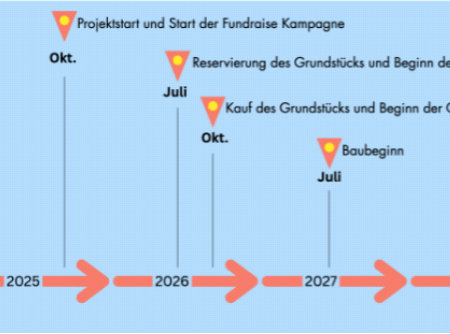 Projektstart und Start der Fundraise Kampagne
Okt.
Reservierung des Grundstücks und Beginn
Juli
Kauf des Grundstücks und Beginn der
Okt.
Baubeginn
Juli
2025 2026 2027